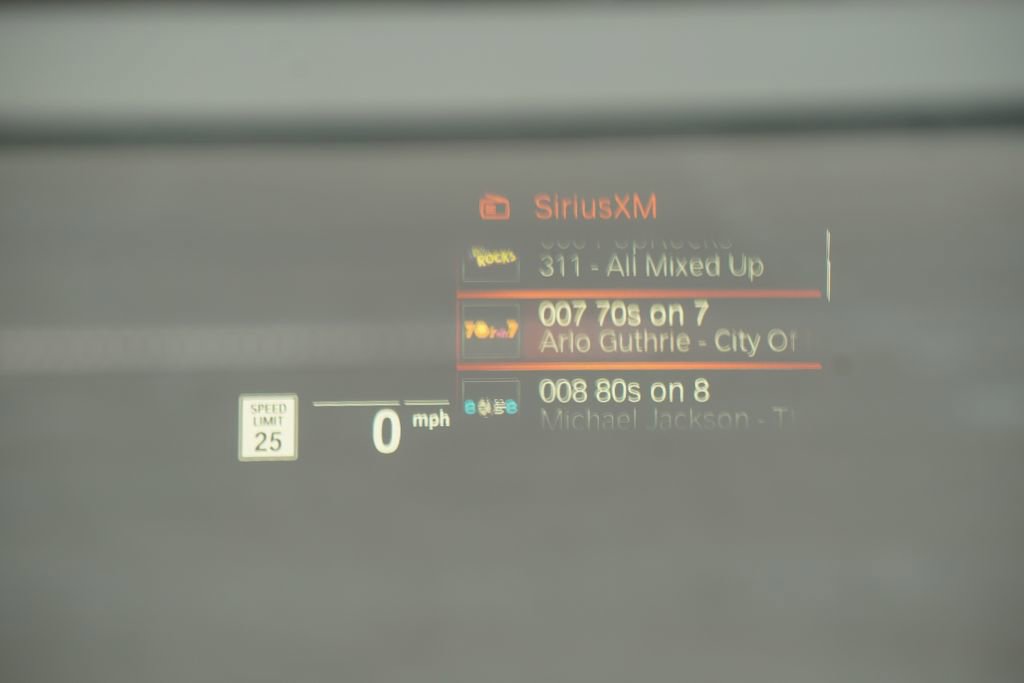 SiriusXM
ROCKS
311 - All Mixed Up
007 70s on 7
Arlo Guthrie - City Of
008 80s on 8
Michael Jackson -
SPEED
LIMIT
25
0 mph